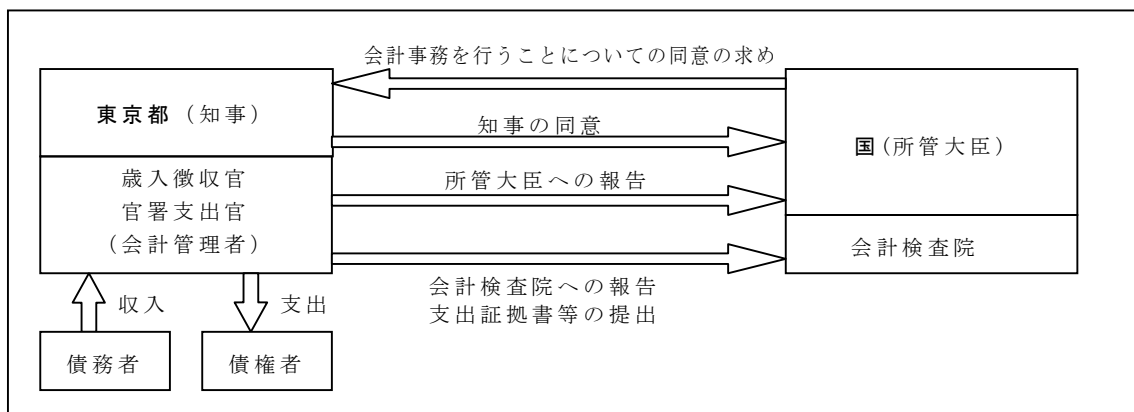 会計事務を行うことについての同意の求め
東京都（知事）
知事の同意
国（所管大臣）
歳入徴収官
官署支出官
（会計管理者）
所管大臣への報告
会計検査院
会計検査院への報告
支出証拠書等の提出
収入
支出
債務者
債権者